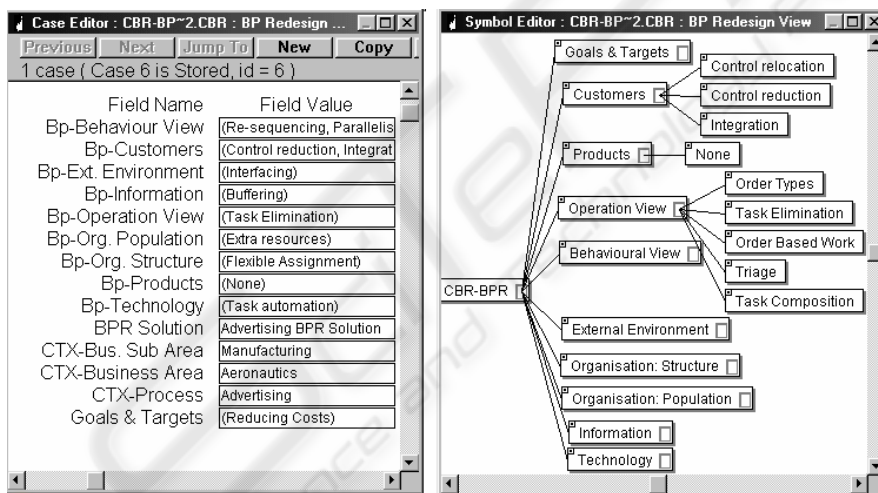 Case Editor : CBR-BP~2.CBR : BP Redesign ...
Previous Next Jump To New Copy
1 case ( Case 6 is Stored, id = 6 )
Field Name Field Value
Bp-Behaviour View (Re-sequencing, Parallelis
Bp-Customers (Control reduction, Integrat
Bp-Ext. Environment (Interfacing)
Bp-Information (Buffering)
Bp-Operation View (Task Elimination)
Bp-Org. Population (Extra resources)
Bp-Org. Structure (Flexible Assignment)
Bp-Products (None)
Bp-Technology (Task automation)
BPR Solution Advertising BPR Solution
CTX-Bus. Sub Area Manufacturing
CTX-Business Area Aeronautics
CTX-Process Advertising
Goals & Targets (Reducing Costs)
Symbol Editor : CBR-BP~2.CBR : BP Redesign View
CBR-BPR
Goals & Targets
Customers
Control relocation
Control reduction
Integration
Products
None
Operation View
Order Types
Task Elimination
Order Based Work
Triage
Task Composition
Behavioural View
External Environment
Organisation: Structure
Organisation: Population
Information
Technology